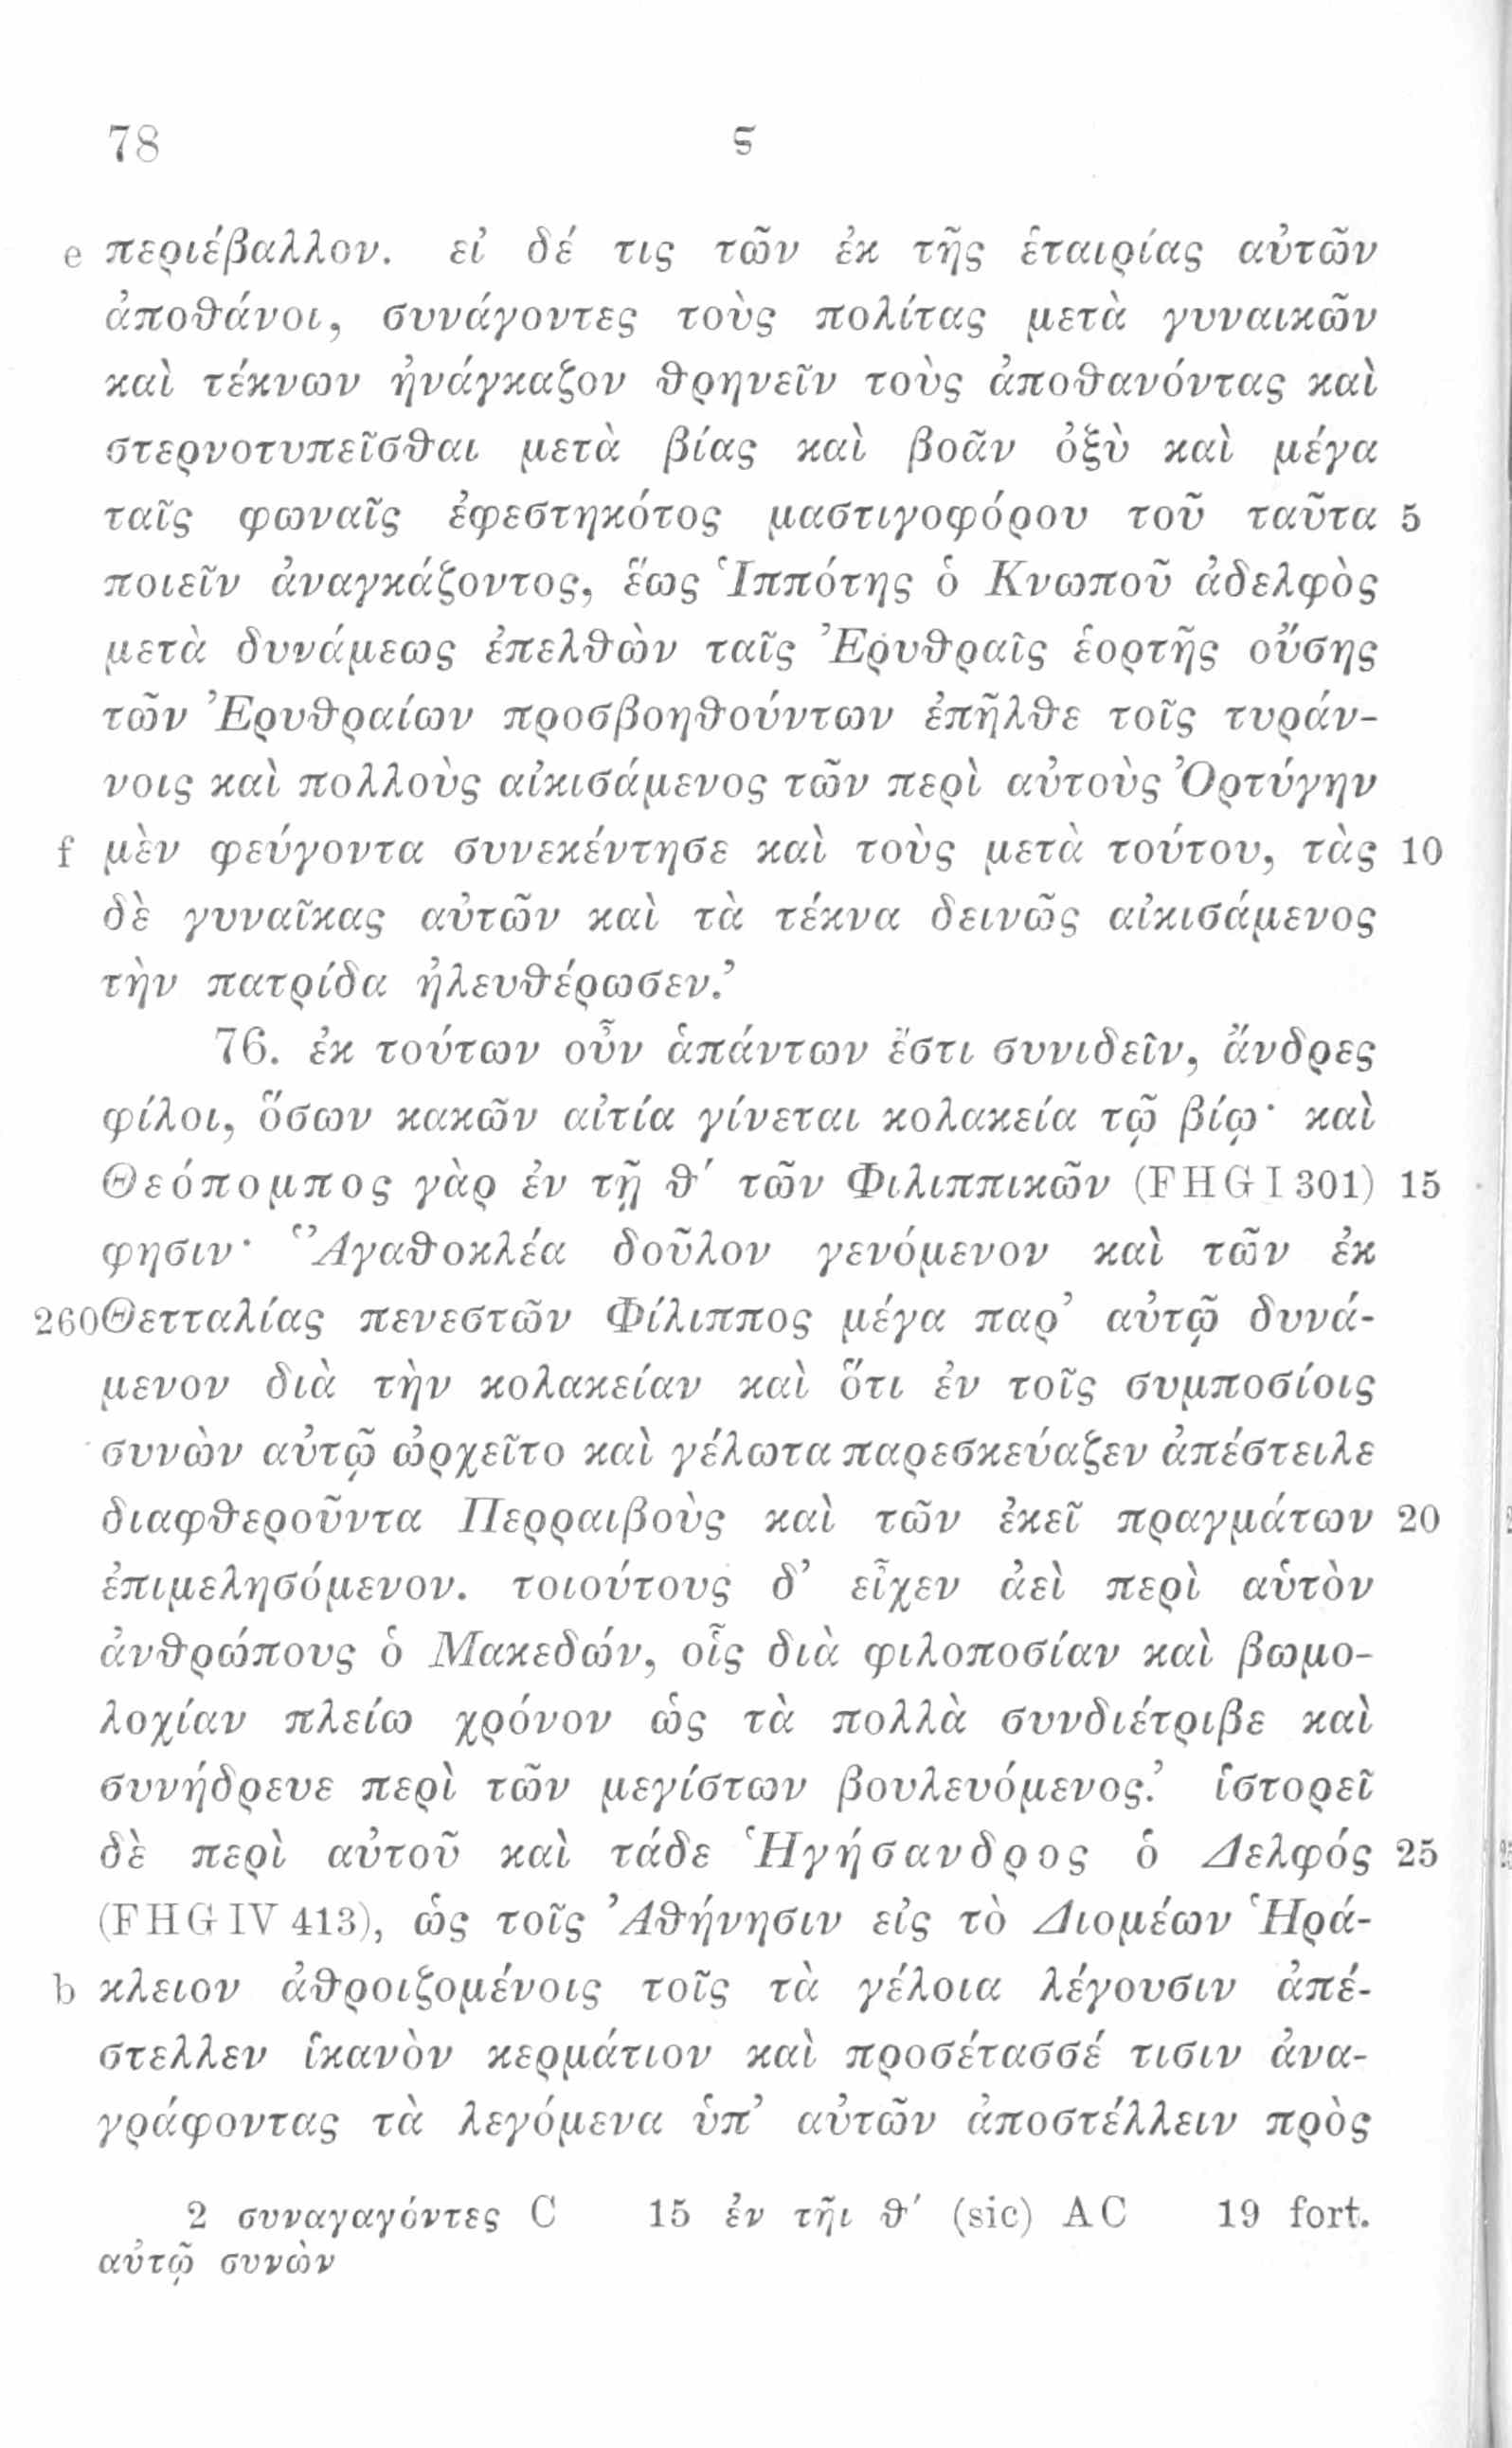 78 ϛ
e περιέβαλλον. εἰ δέ τις τῶν ἐκ τῆς ἑταιρίας αὐτῶν
ἀποθάνοι, συνάγοντες τοὺς πολίτας μετὰ γυναικῶν
καὶ τέκνων ἠνάγκαζον θρηνεῖν τοὺς ἀποθανόντας καὶ
στερνοτυπεῖσθαι μετὰ βίας καὶ βοᾶν ὀξὺ καὶ μέγα
ταῖς φωναῖς ἐφεστηκότος μαστιγοφόρου τοῦ ταῦτα 5
ποιεῖν ἀναγκάζοντος, ἕως Ἱππότης ὁ Κνωποῦ ἀδελφὸς
μετὰ δυνάμεως ἐπελθὼν ταῖς Ἐρυθραῖς ἑορτῆς οὔσης
τῶν Ἐρυθραίων προσβοηθούντων ἐπῆλθε τοῖς τυράν-
νοις καὶ πολλοὺς αἰκισάμενος τῶν περὶ αὐτοὺς Ὀρτύγην
f μὲν φεύγοντα συνεκέντησε καὶ τοὺς μετὰ τούτου, τὰς 10
δὲ γυναῖκας αὐτῶν καὶ τὰ τέκνα δεινῶς αἰκισάμενος
τὴν πατρίδα ἠλευθέρωσεν.’
76. ἐκ τούτων οὖν ἁπάντων ἔστι συνιδεῖν, ἄνδρες
φίλοι, ὅσων κακῶν αἰτία γίνεται κολακεία τῷ βίῳ· καὶ
Θεόπομπος γὰρ ἐν τῇ θ′ τῶν Φιλιππικῶν (FHG I 301) 15
φησιν· ‘Ἀγαθοκλέα δοῦλον γενόμενον καὶ τῶν ἐκ
260 Θετταλίας πενεστῶν Φίλιππος μέγα παρ’ αὐτῷ δυνά-
μενον διὰ τὴν κολακείαν καὶ ὅτι ἐν τοῖς συμποσίοις
συνὼν αὐτῷ ὠρχεῖτο καὶ γέλωτα παρεσκεύαζεν ἀπέστειλε
διαφθεροῦντα Περραιβοὺς καὶ τῶν ἐκεῖ πραγμάτων 20
ἐπιμελησόμενον. τοιούτους δ’ εἶχεν ἀεὶ περὶ αὑτὸν
ἀνθρώπους ὁ Μακεδών, οἷς διὰ φιλοποσίαν καὶ βωμο-
λοχίαν πλείω χρόνον ὡς τὰ πολλὰ συνδιέτριβε καὶ
συνήδρευε περὶ τῶν μεγίστων βουλευόμενος.’ ἱστορεῖ
δὲ περὶ αὐτοῦ καὶ τάδε Ἡγήσανδρος ὁ Δελφός 25
(FHG IV 413), ὡς τοῖς Ἀθήνησιν εἰς τὸ Διομέων Ἡρά-
b κλειον ἀθροιζομένοις τοῖς τὰ γέλοια λέγουσιν ἀπέ-
στελλεν ἱκανὸν κερμάτιον καὶ προσέτασσέ τισιν ἀνα-
γράφοντας τὰ λεγόμενα ὑπ’ αὐτῶν ἀποστέλλειν πρὸς
2 συναγαγόντες C 15 ἐν τῆι θ′ (sic) AC 19 fort.
αὐτῷ συνὼν